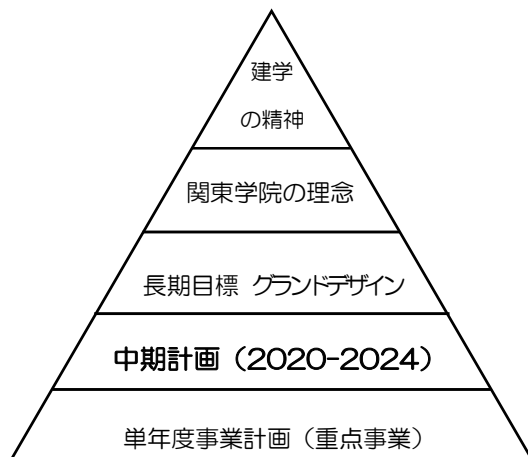 建学
の精神
関東学院の理念
長期目標 グランドデザイン
中期計画（2020-2024）
単年度事業計画（重点事業）